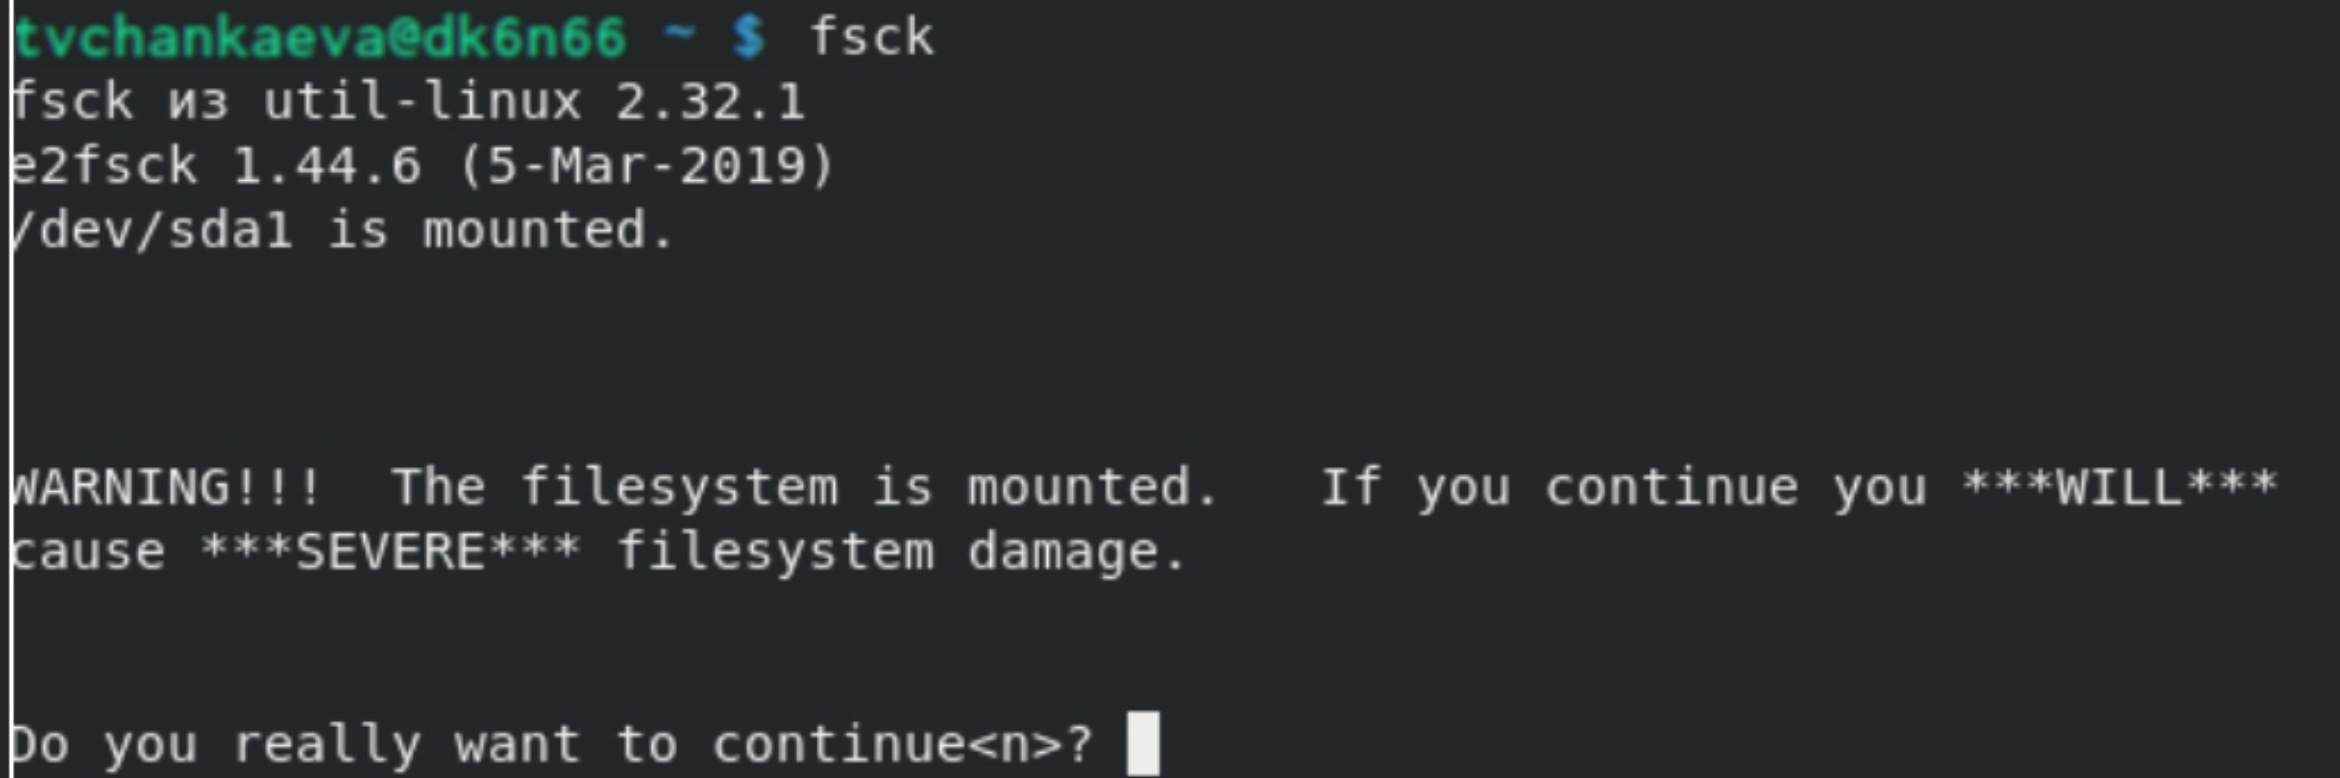 tvchankaeva@dk6n66 ~ $ fsck
fsck из util-linux 2.32.1
e2fsck 1.44.6 (5-Mar-2019)
/dev/sda1 is mounted.
WARNING!!!  The filesystem is mounted.   If you continue you ***WILL***
cause ***SEVERE*** filesystem damage.
Do you really want to continue<n>?